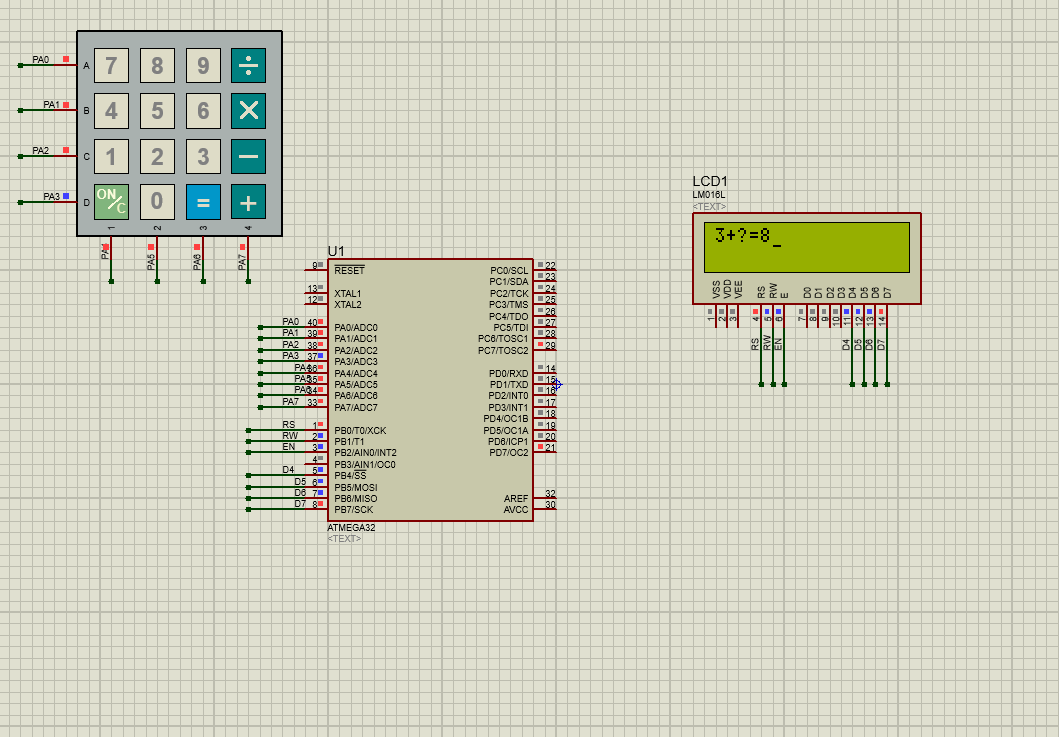 PA0 A 7 8 9 ÷
PA1 B 4 5 6 ×
PA2 C 1 2 3 −
PA3 D ON/C 0 = +
1 2 3 4
PA4 PA5 PA6 PA7
U1
9 RESET
13 XTAL1
12 XTAL2
PA0 40 PA0/ADC0
PA1 39 PA1/ADC1
PA2 38 PA2/ADC2
PA3 37 PA3/ADC3
PA4 36 PA4/ADC4
PA5 35 PA5/ADC5
PA6 34 PA6/ADC6
PA7 33 PA7/ADC7
RS 1 PB0/T0/XCK
RW 2 PB1/T1
EN 3 PB2/AIN0/INT2
4 PB3/AIN1/OC0
D4 5 PB4/SS
D5 6 PB5/MOSI
D6 7 PB6/MISO
D7 8 PB7/SCK
PC0/SCL 22
PC1/SDA 23
PC2/TCK 24
PC3/TMS 25
PC4/TDO 26
PC5/TDI 27
PC6/TOSC1 28
PC7/TOSC2 29
PD0/RXD 14
PD1/TXD 15
PD2/INT0 16
PD3/INT1 17
PD4/OC1B 18
PD5/OC1A 19
PD6/ICP1 20
PD7/OC2 21
AREF 32
AVCC 30
ATMEGA32
<TEXT>
LCD1
LM016L
<TEXT>
3+?=8_
VSS VDD VEE RS RW E D0 D1 D2 D3 D4 D5 D6 D7
1 2 3 4 5 6 7 8 9 10 11 12 13 14
RS RW EN D4 D5 D6 D7